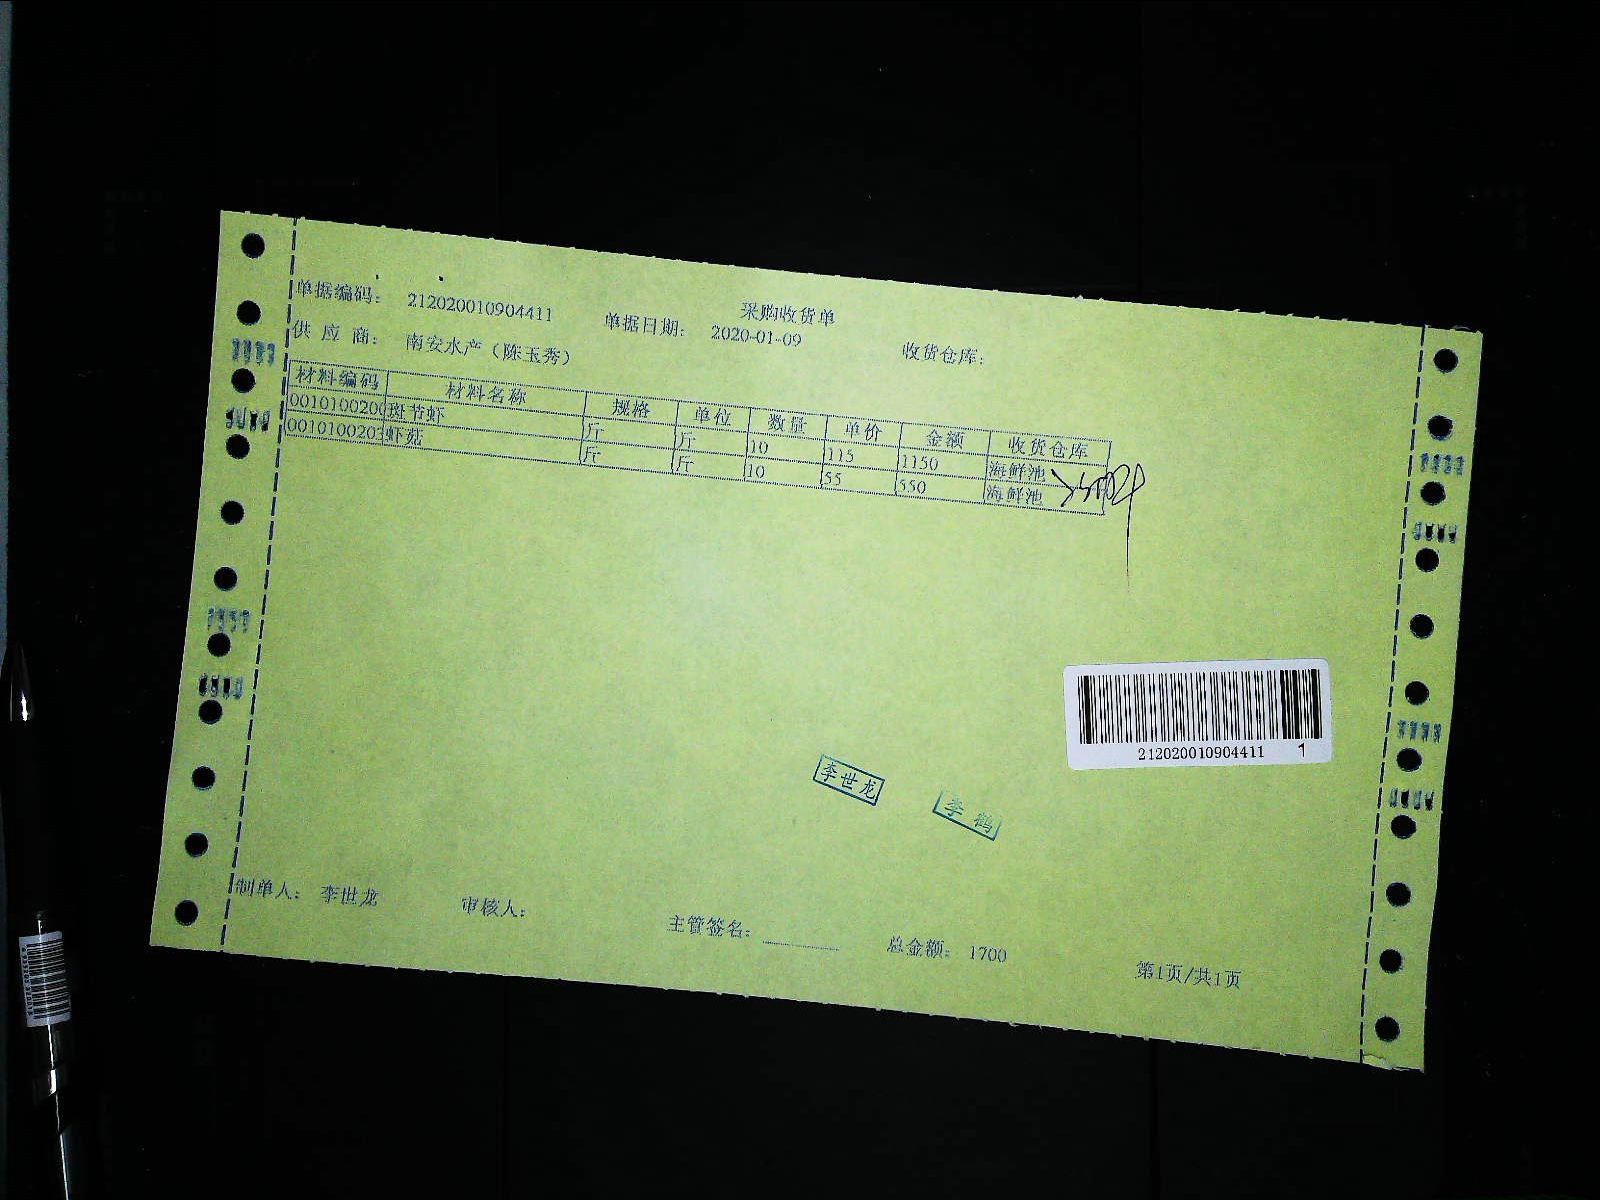 采购收货单
单据编码： 212020010904411 单据日期： 2020-01-09 收货仓库：
供 应 商： 南安水产（陈玉秀）
材料编码 材料名称 规格 单位 数量 单价 金额 收货仓库
0010100200 斑节虾 斤 斤 10 115 1150 海鲜池
0010100203 虾菇 斤 斤 10 55 550 海鲜池
212020010904411 1
李世龙 李鹤
制单人： 李世龙 审核人： 主管签名： 总金额： 1700 第1页/共1页